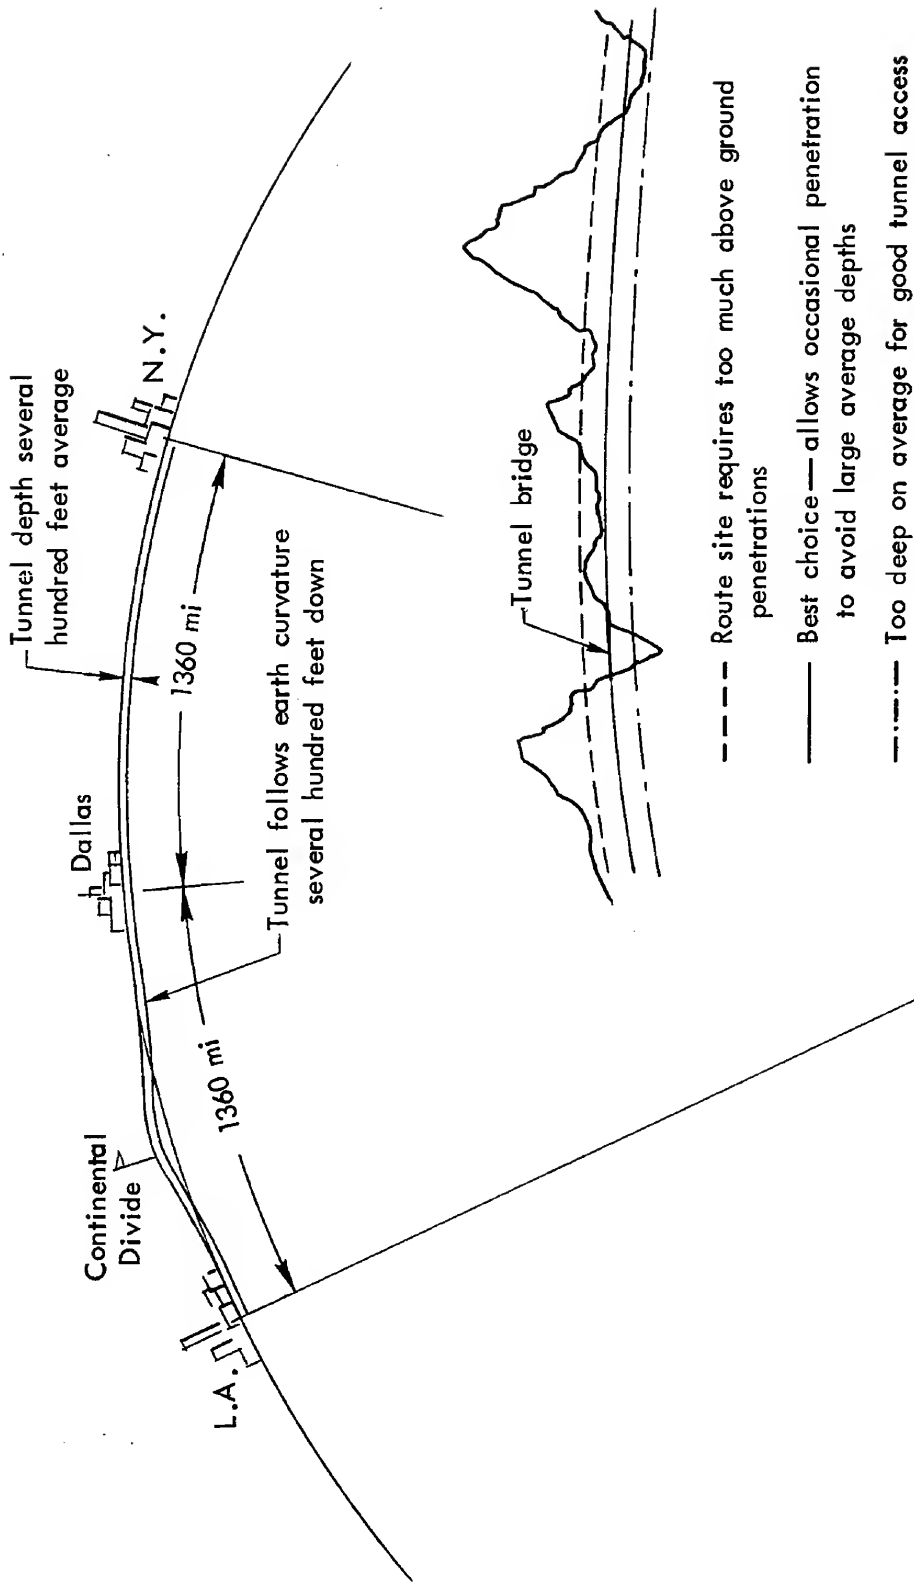 Tunnel depth several
hundred feet average
N.Y.
1360 mi
Dallas
Tunnel follows earth curvature
several hundred feet down
1360 mi
Continental
Divide
L.A.
Tunnel bridge
Route site requires too much above ground
penetrations
Best choice—allows occasional penetration
to avoid large average depths
Too deep on average for good tunnel access